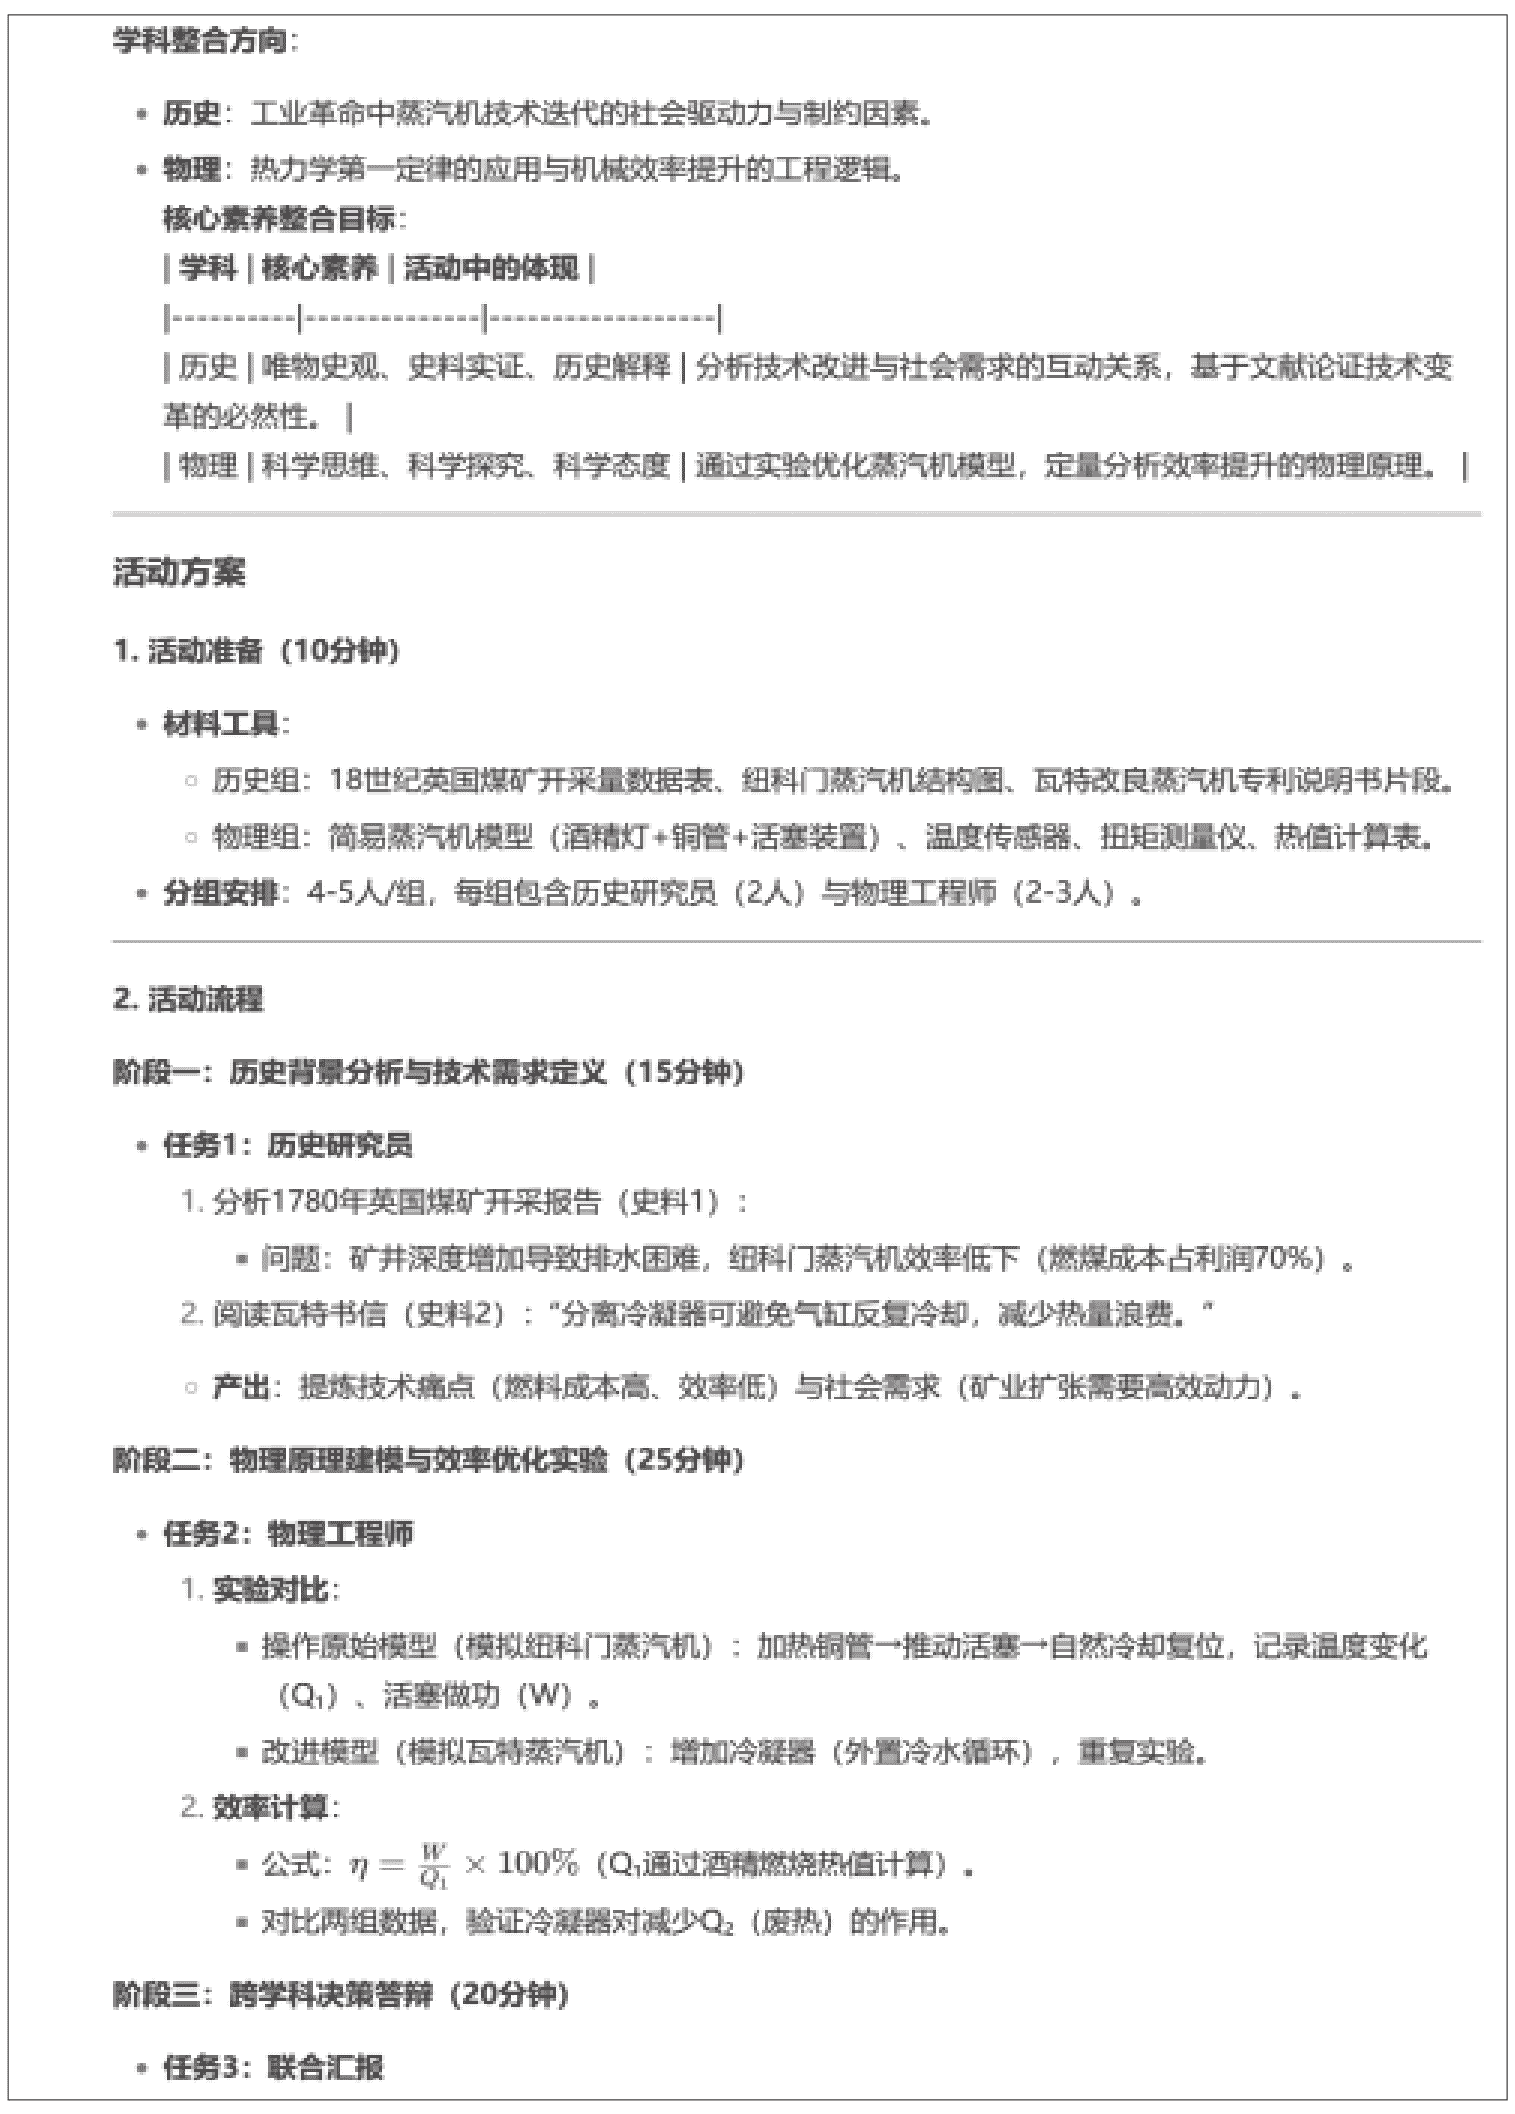 学科整合方向：
• 历史：工业革命中蒸汽机技术迭代的社会驱动力与制约因素。
• 物理：热力学第一定律的应用与机械效率提升的工程逻辑。
核心素养整合目标：
| 学科 | 核心素养 | 活动中的体现 |
|----------|--------------|------------------|
| 历史 | 唯物史观、史料实证、历史解释 | 分析技术改进与社会需求的互动关系，基于文献论证技术变
革的必然性。 |
| 物理 | 科学思维、科学探究、科学态度 | 通过实验优化蒸汽机模型，定量分析效率提升的物理原理。 |
活动方案
1. 活动准备（10分钟）
• 材料工具：
○ 历史组：18世纪英国煤矿开采量数据表、纽科门蒸汽机结构图、瓦特改良蒸汽机专利说明书片段。
○ 物理组：简易蒸汽机模型（酒精灯+铜管+活塞装置）、温度传感器、扭矩测量仪、热值计算表。
• 分组安排：4-5人/组，每组包含历史研究员（2人）与物理工程师（2-3人）。
2. 活动流程
阶段一：历史背景分析与技术需求定义（15分钟）
• 任务1：历史研究员
1. 分析1780年英国煤矿开采报告（史料1）：
▪ 问题：矿井深度增加导致排水困难，纽科门蒸汽机效率低下（燃煤成本占利润70%）。
2. 阅读瓦特书信（史料2）："分离冷凝器可避免气缸反复冷却，减少热量浪费。"
○ 产出：提炼技术痛点（燃料成本高、效率低）与社会需求（矿业扩张需要高效动力）。
阶段二：物理原理建模与效率优化实验（25分钟）
• 任务2：物理工程师
1. 实验对比：
▪ 操作原始模型（模拟纽科门蒸汽机）：加热铜管→推动活塞→自然冷却复位，记录温度变化
（Q₁）、活塞做功（W）。
▪ 改进模型（模拟瓦特蒸汽机）：增加冷凝器（外置冷水循环），重复实验。
2. 效率计算：
▪ 公式：η = W/Q₁ × 100%（Q₁通过酒精燃烧热值计算）。
▪ 对比两组数据，验证冷凝器对减少Q₂（废热）的作用。
阶段三：跨学科决策答辩（20分钟）
• 任务3：联合汇报